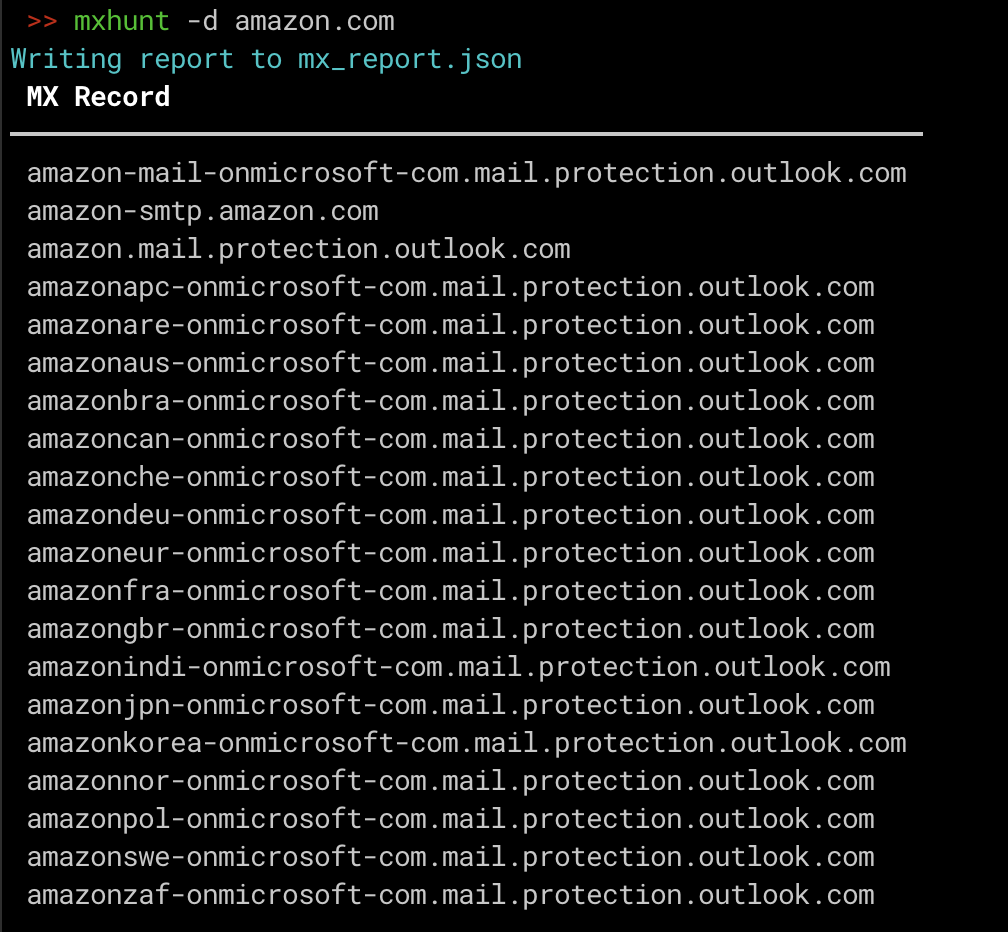 >> mxhunt -d amazon.com
Writing report to mx_report.json
MX Record
amazon-mail-onmicrosoft-com.mail.protection.outlook.com
amazon-smtp.amazon.com
amazon.mail.protection.outlook.com
amazonapc-onmicrosoft-com.mail.protection.outlook.com
amazonare-onmicrosoft-com.mail.protection.outlook.com
amazonaus-onmicrosoft-com.mail.protection.outlook.com
amazonbra-onmicrosoft-com.mail.protection.outlook.com
amazoncan-onmicrosoft-com.mail.protection.outlook.com
amazonche-onmicrosoft-com.mail.protection.outlook.com
amazondeu-onmicrosoft-com.mail.protection.outlook.com
amazoneur-onmicrosoft-com.mail.protection.outlook.com
amazonfra-onmicrosoft-com.mail.protection.outlook.com
amazongbr-onmicrosoft-com.mail.protection.outlook.com
amazonindi-onmicrosoft-com.mail.protection.outlook.com
amazonjpn-onmicrosoft-com.mail.protection.outlook.com
amazonkorea-onmicrosoft-com.mail.protection.outlook.com
amazonnor-onmicrosoft-com.mail.protection.outlook.com
amazonpol-onmicrosoft-com.mail.protection.outlook.com
amazonswe-onmicrosoft-com.mail.protection.outlook.com
amazonzaf-onmicrosoft-com.mail.protection.outlook.com